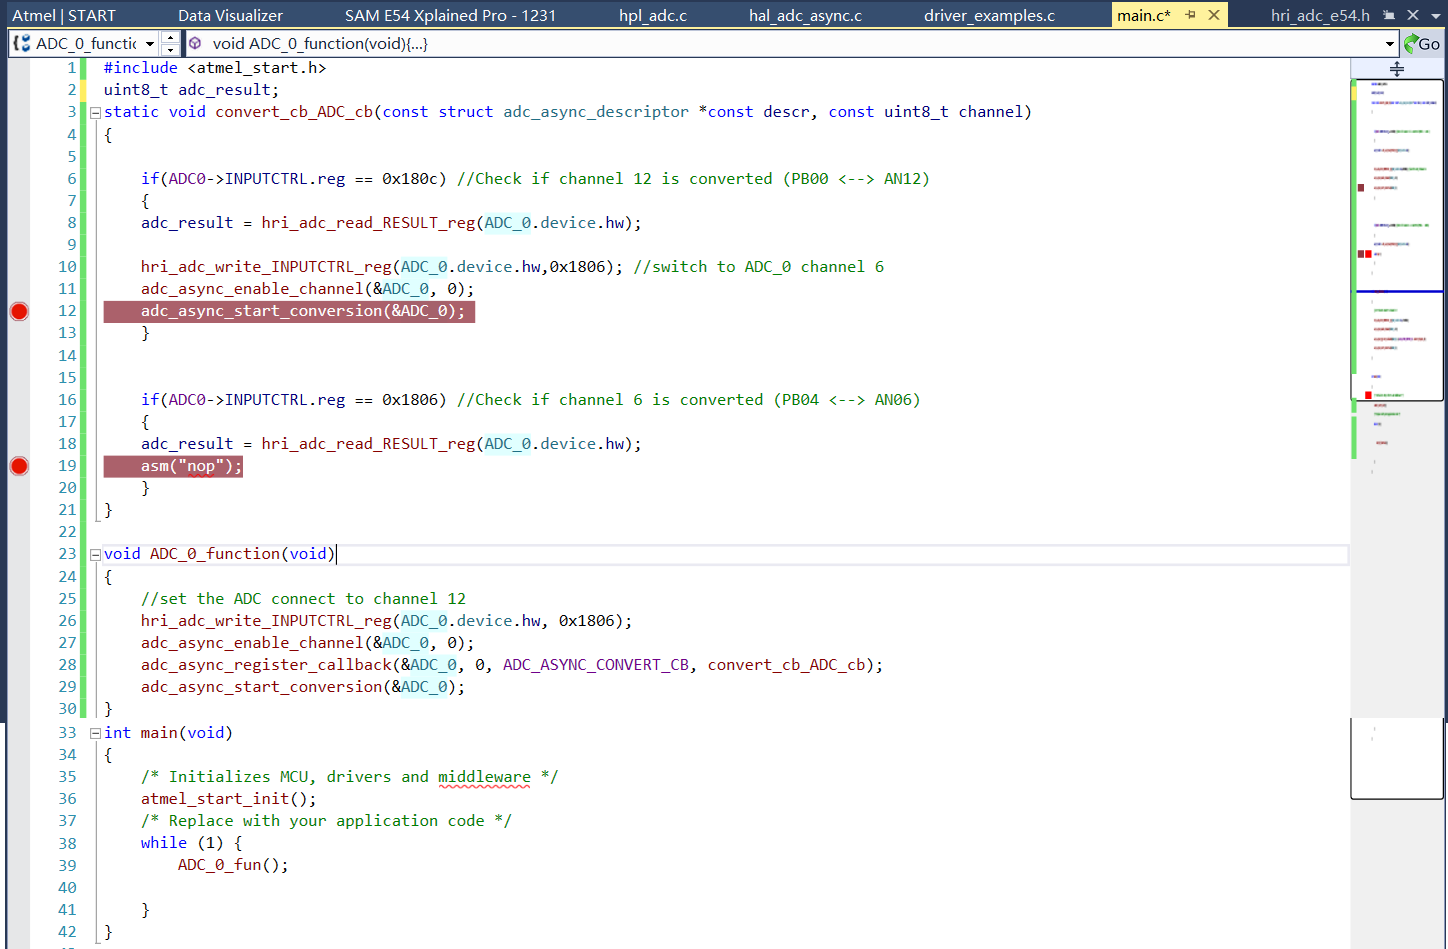 Atmel | START Data Visualizer SAM E54 Xplained Pro - 1231 hpl_adc.c hal_adc_async.c driver_examples.c main.c* hri_adc_e54.h
ADC_0_functic void ADC_0_function(void){...} Go
1 #include <atmel_start.h>
2 uint8_t adc_result;
3 static void convert_cb_ADC_cb(const struct adc_async_descriptor *const descr, const uint8_t channel)
4 {
5
6 if(ADC0->INPUTCTRL.reg == 0x180c) //Check if channel 12 is converted (PB00 <--> AN12)
7 {
8 adc_result = hri_adc_read_RESULT_reg(ADC_0.device.hw);
9
10 hri_adc_write_INPUTCTRL_reg(ADC_0.device.hw,0x1806); //switch to ADC_0 channel 6
11 adc_async_enable_channel(&ADC_0, 0);
12 adc_async_start_conversion(&ADC_0);
13 }
14
15
16 if(ADC0->INPUTCTRL.reg == 0x1806) //Check if channel 6 is converted (PB04 <--> AN06)
17 {
18 adc_result = hri_adc_read_RESULT_reg(ADC_0.device.hw);
19 asm("nop");
20 }
21 }
22
23 void ADC_0_function(void)
24 {
25 //set the ADC connect to channel 12
26 hri_adc_write_INPUTCTRL_reg(ADC_0.device.hw, 0x1806);
27 adc_async_enable_channel(&ADC_0, 0);
28 adc_async_register_callback(&ADC_0, 0, ADC_ASYNC_CONVERT_CB, convert_cb_ADC_cb);
29 adc_async_start_conversion(&ADC_0);
30 }
33 int main(void)
34 {
35 /* Initializes MCU, drivers and middleware */
36 atmel_start_init();
37 /* Replace with your application code */
38 while (1) {
39 ADC_0_fun();
40
41 }
42 }